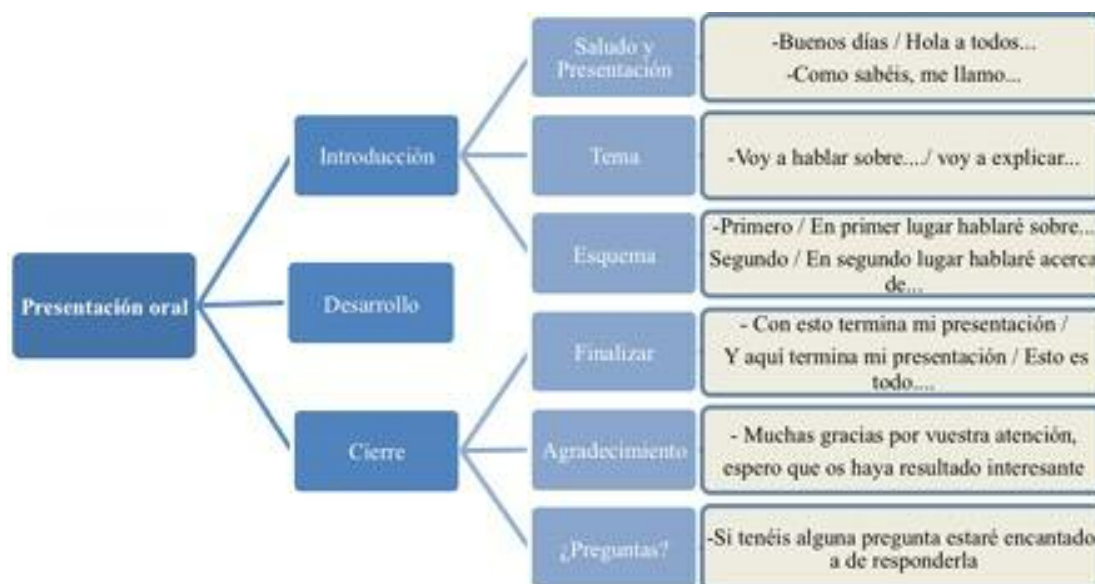 Saludo y
Presentación
-Buenos días / Hola a todos...
-Como sabéis, me llamo...
Introducción
Tema
-Voy a hablar sobre..../ voy a explicar...
Esquema
-Primero / En primer lugar hablaré sobre...
Segundo / En segundo lugar hablaré acerca
de...
Presentación oral
Desarrollo
Finalizar
- Con esto termina mi presentación /
Y aquí termina mi presentación / Esto es
todo....
Cierre
Agradecimiento
- Muchas gracias por vuestra atención,
espero que os haya resultado interesante
¿Preguntas?
-Si tenéis alguna pregunta estaré encantado
a de responderla